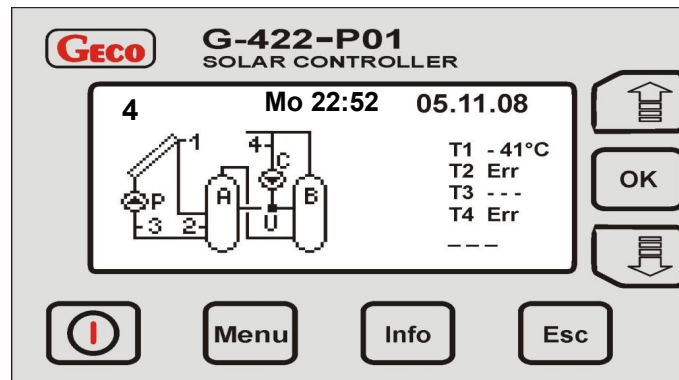 GECO
G-422-P01
SOLAR CONTROLLER
4 Mo 22:52 05.11.08
T1 - 41°C
T2 Err
T3 - - -
T4 Err
- - -
1
4
C
P
A
B
3
2
U
OK
Menu
Info
Esc